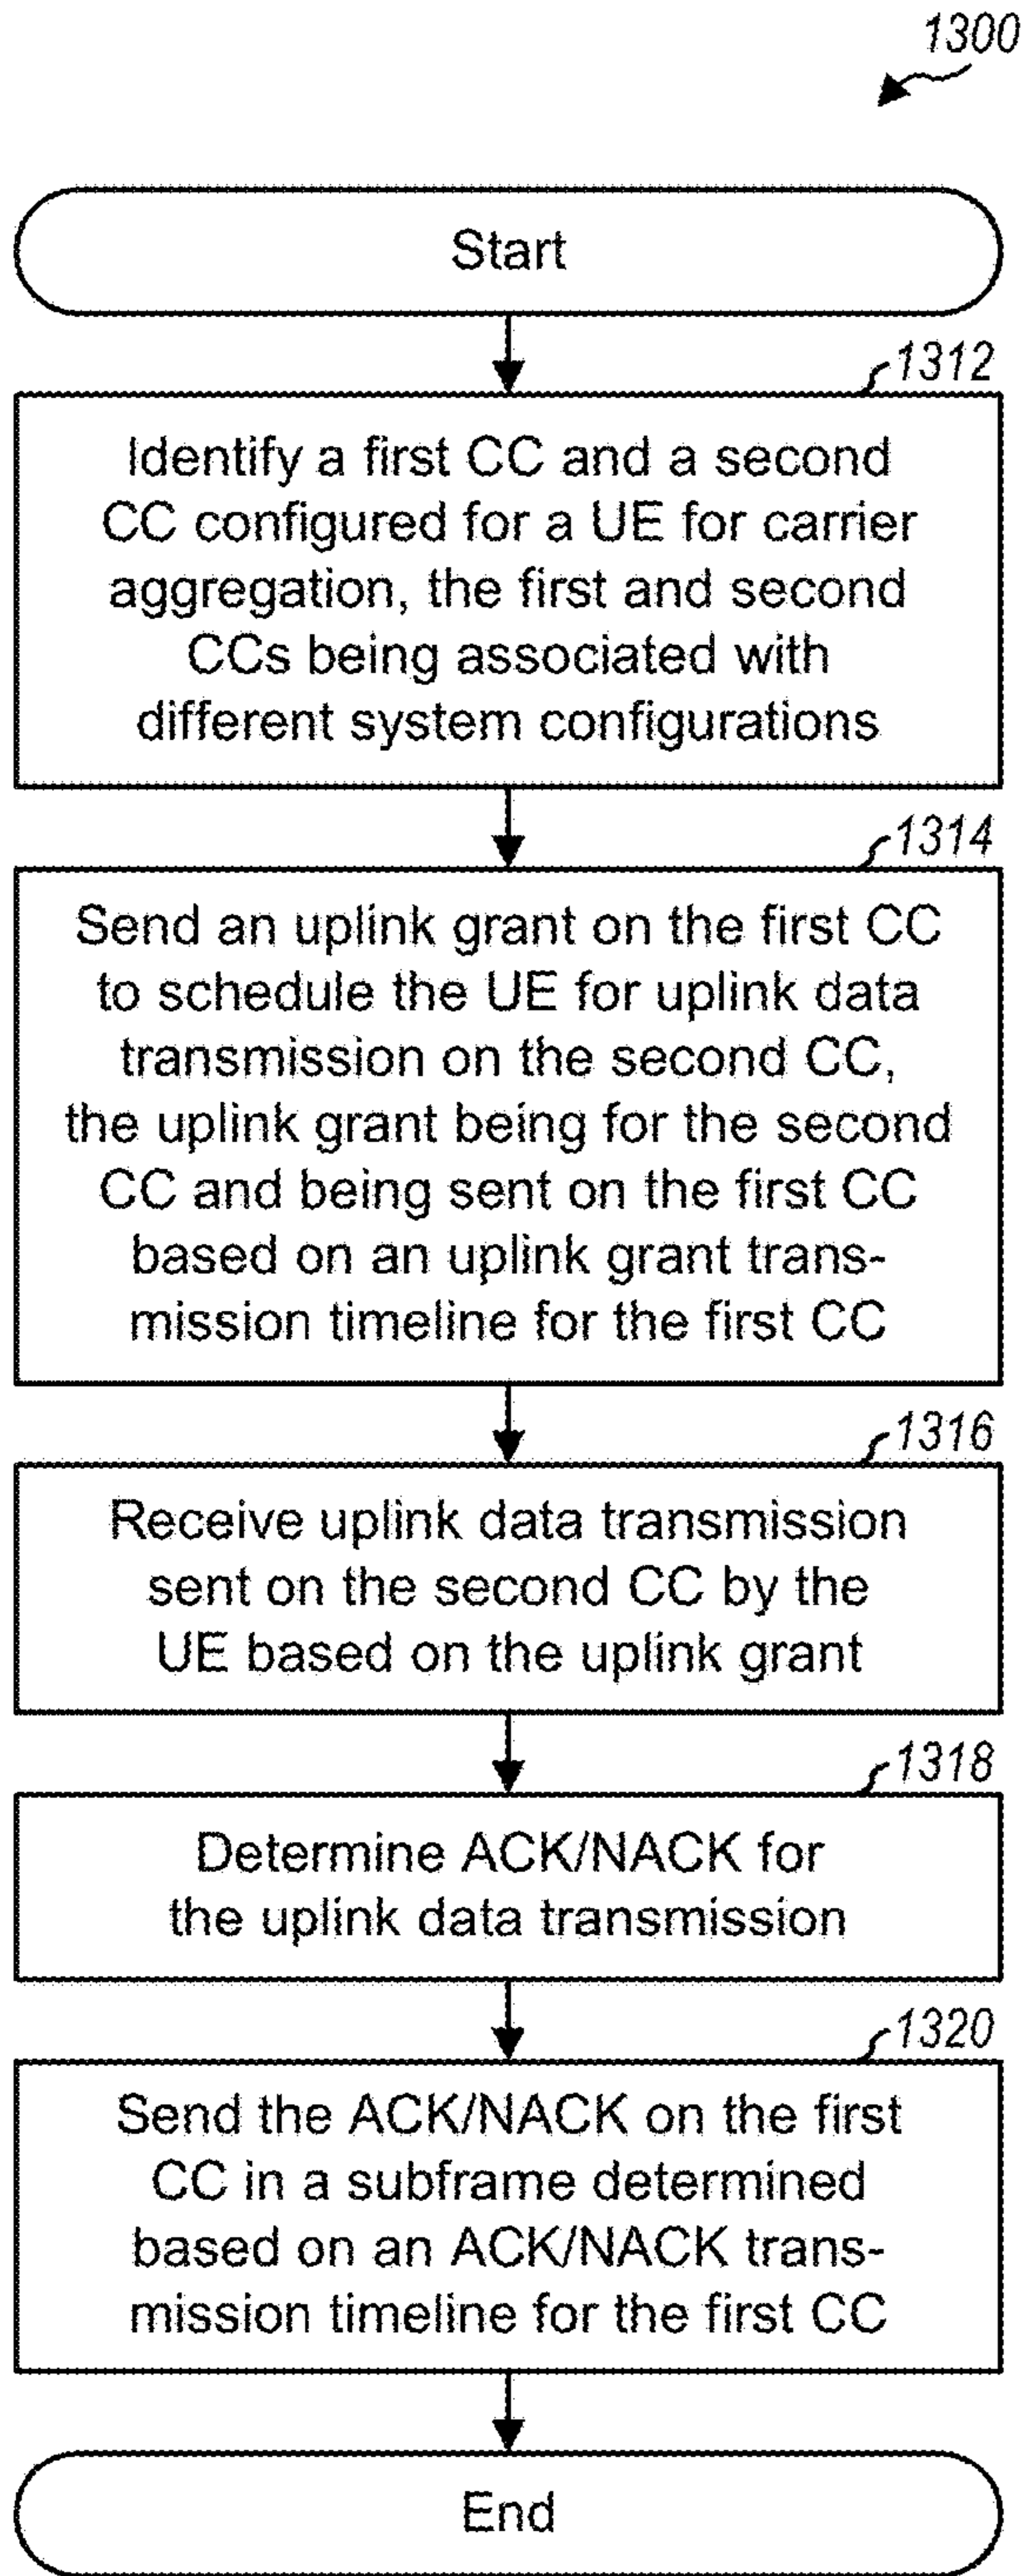 1300
Start
1312
Identify a first CC and a second
CC configured for a UE for carrier
aggregation, the first and second
CCs being associated with
different system configurations
1314
Send an uplink grant on the first CC
to schedule the UE for uplink data
transmission on the second CC,
the uplink grant being for the second
CC and being sent on the first CC
based on an uplink grant trans-
mission timeline for the first CC
1316
Receive uplink data transmission
sent on the second CC by the
UE based on the uplink grant
1318
Determine ACK/NACK for
the uplink data transmission
1320
Send the ACK/NACK on the first
CC in a subframe determined
based on an ACK/NACK trans-
mission timeline for the first CC
End